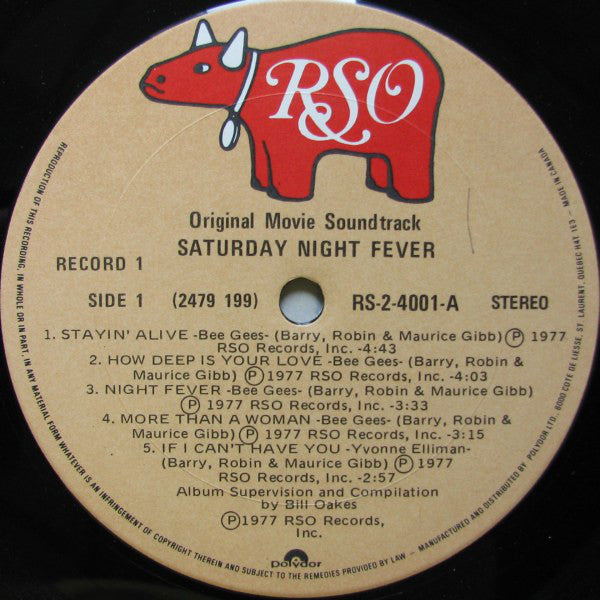 RSO
Original Movie Soundtrack
SATURDAY NIGHT FEVER
RECORD 1
SIDE 1 (2479 199) RS-2-4001-A STEREO
1. STAYIN' ALIVE -Bee Gees- (Barry, Robin & Maurice Gibb) Ⓟ 1977
RSO Records, Inc. -4:43
2. HOW DEEP IS YOUR LOVE -Bee Gees- (Barry, Robin &
Maurice Gibb) Ⓟ 1977 RSO Records, Inc. -4:03
3. NIGHT FEVER -Bee Gees- (Barry, Robin & Maurice Gibb)
Ⓟ 1977 RSO Records, Inc. -3:33
4. MORE THAN A WOMAN -Bee Gees- (Barry, Robin &
Maurice Gibb) Ⓟ 1977 RSO Records, Inc. -3:15
5. IF I CAN'T HAVE YOU -Yvonne Elliman-
(Barry, Robin & Maurice Gibb) Ⓟ 1977
RSO Records, Inc. -2:57
Album Supervision and Compilation
by Bill Oakes
Ⓟ1977 RSO Records,
Inc.
polydor
REPRODUCTION OF THIS RECORDING, IN WHOLE OR IN PART, IN ANY MATERIAL FORM WHATEVER IS AN INFRINGEMENT OF COPYRIGHT THEREIN AND SUBJECT TO THE REMEDIES PROVIDED BY LAW – MANUFACTURED AND DISTRIBUTED BY POLYDOR LTD. 6000 COTE DE LIESSE, ST. LAURENT, QUEBEC H4T 1E3 – MADE IN CANADA